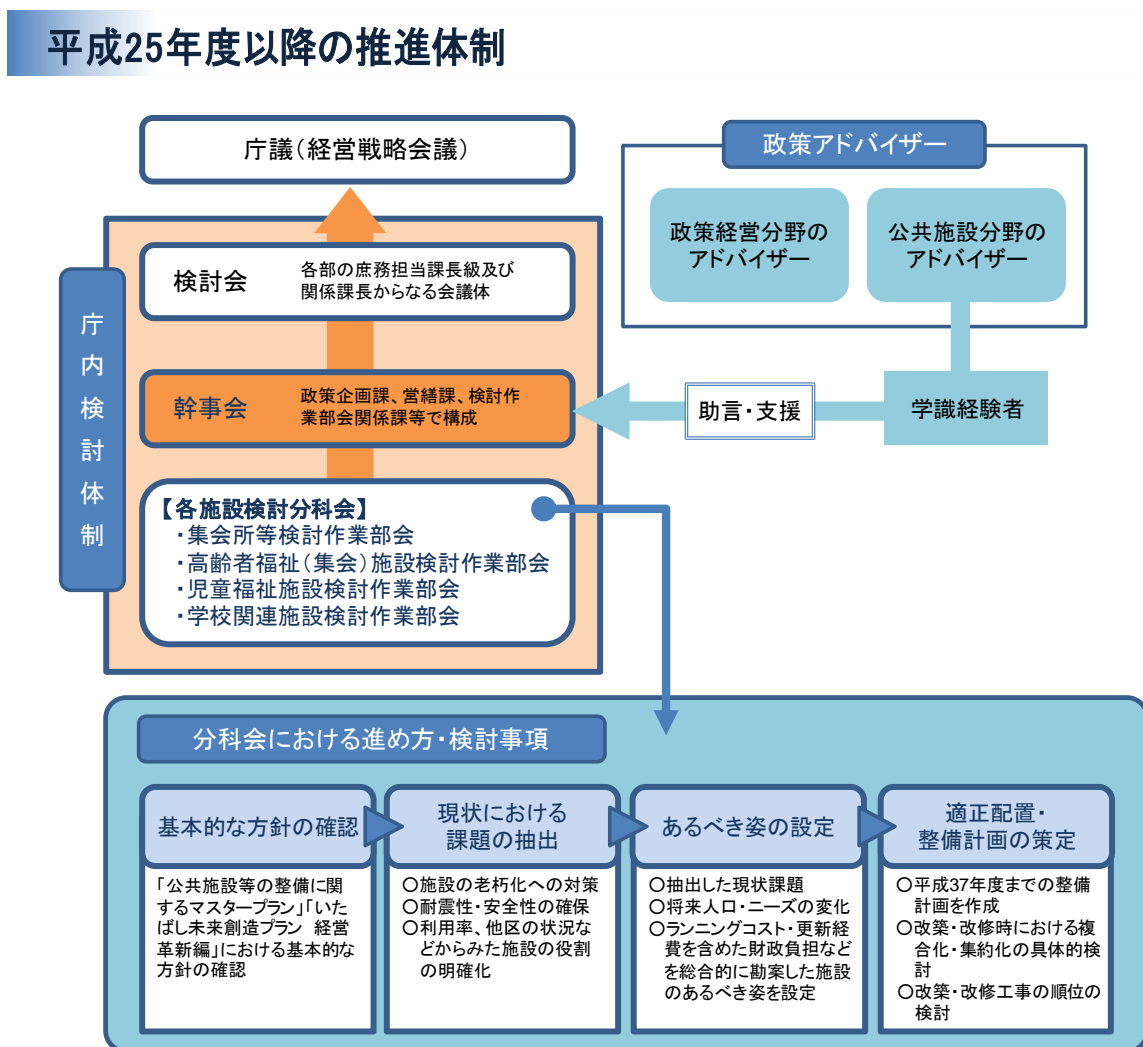 平成25年度以降の推進体制
庁議(経営戦略会議)
政策アドバイザー
政策経営分野の
アドバイザー
公共施設分野の
アドバイザー
庁内検討体制
検討会
各部の庶務担当課長級及び
関係課長からなる会議体
幹事会
政策企画課、営繕課、検討作
業部会関係課等で構成
助言・支援
学識経験者
【各施設検討分科会】
・集会所等検討作業部会
・高齢者福祉(集会)施設検討作業部会
・児童福祉施設検討作業部会
・学校関連施設検討作業部会
分科会における進め方・検討事項
基本的な方針の確認
「公共施設等の整備に関
するマスタープラン」「いた
ばし未来創造プラン 経営
革新編」における基本的な
方針の確認
現状における
課題の抽出
○施設の老朽化への対策
○耐震性・安全性の確保
○利用率、他区の状況な
どからみた施設の役割
の明確化
あるべき姿の設定
○抽出した現状課題
○将来人口・ニーズの変化
○ランニングコスト・更新経
費を含めた財政負担など
を総合的に勘案した施設
のあるべき姿を設定
適正配置・
整備計画の策定
○平成37年度までの整備
計画を作成
○改築・改修時における複
合化・集約化の具体的検
討
○改築・改修工事の順位の
検討